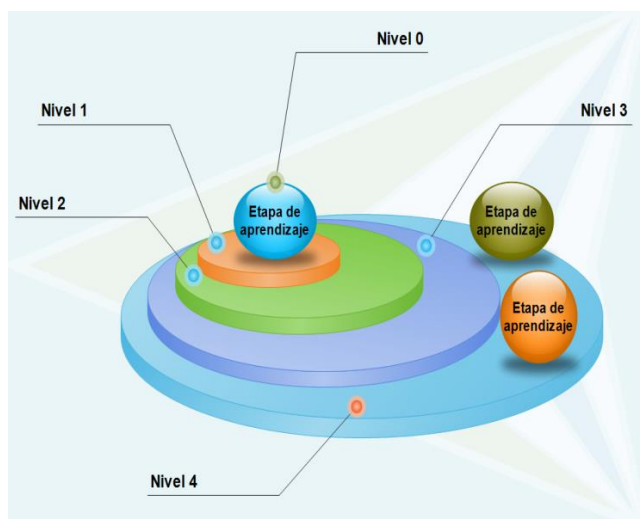 Nivel 0
Nivel 1
Nivel 3
Nivel 2
Etapa de
aprendizaje
Etapa de
aprendizaje
Etapa de
aprendizaje
Nivel 4